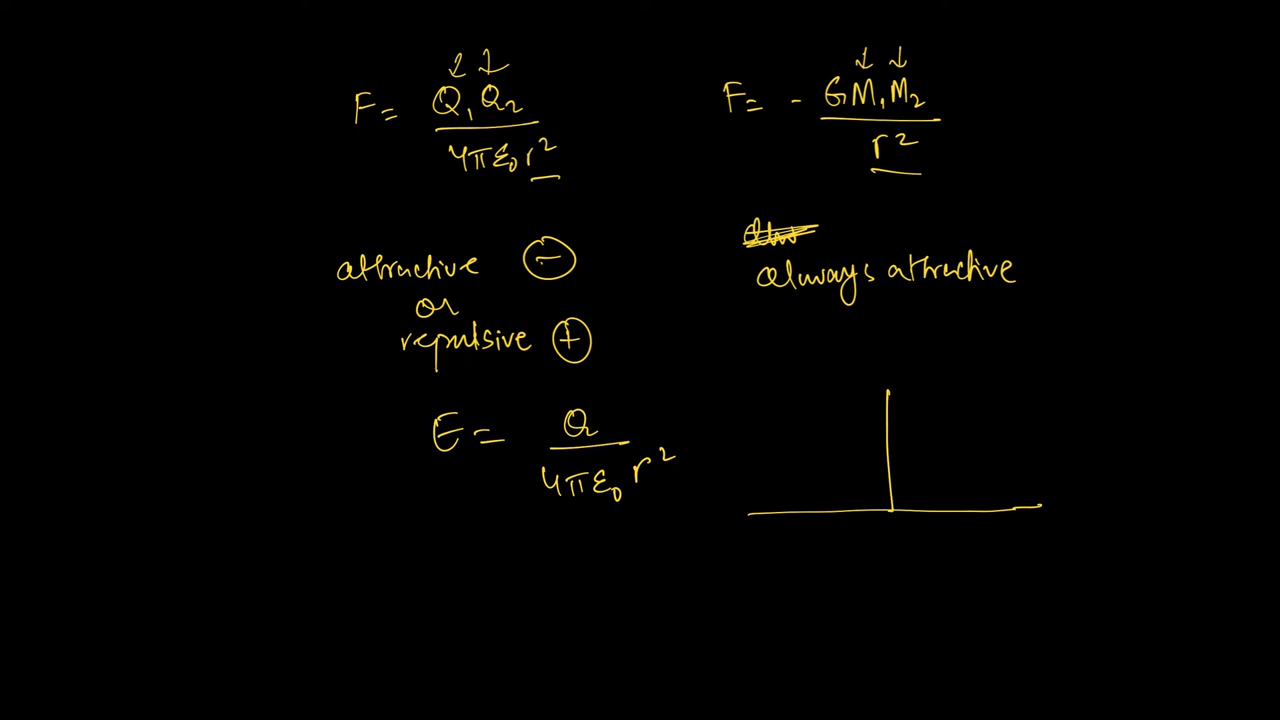 F = Q₁Q₂ / 4πε₀r²
F = - GM₁M₂ / r²
attractive ⊖
or
repulsive ⊕
always attractive
E = Q / 4πε₀r²